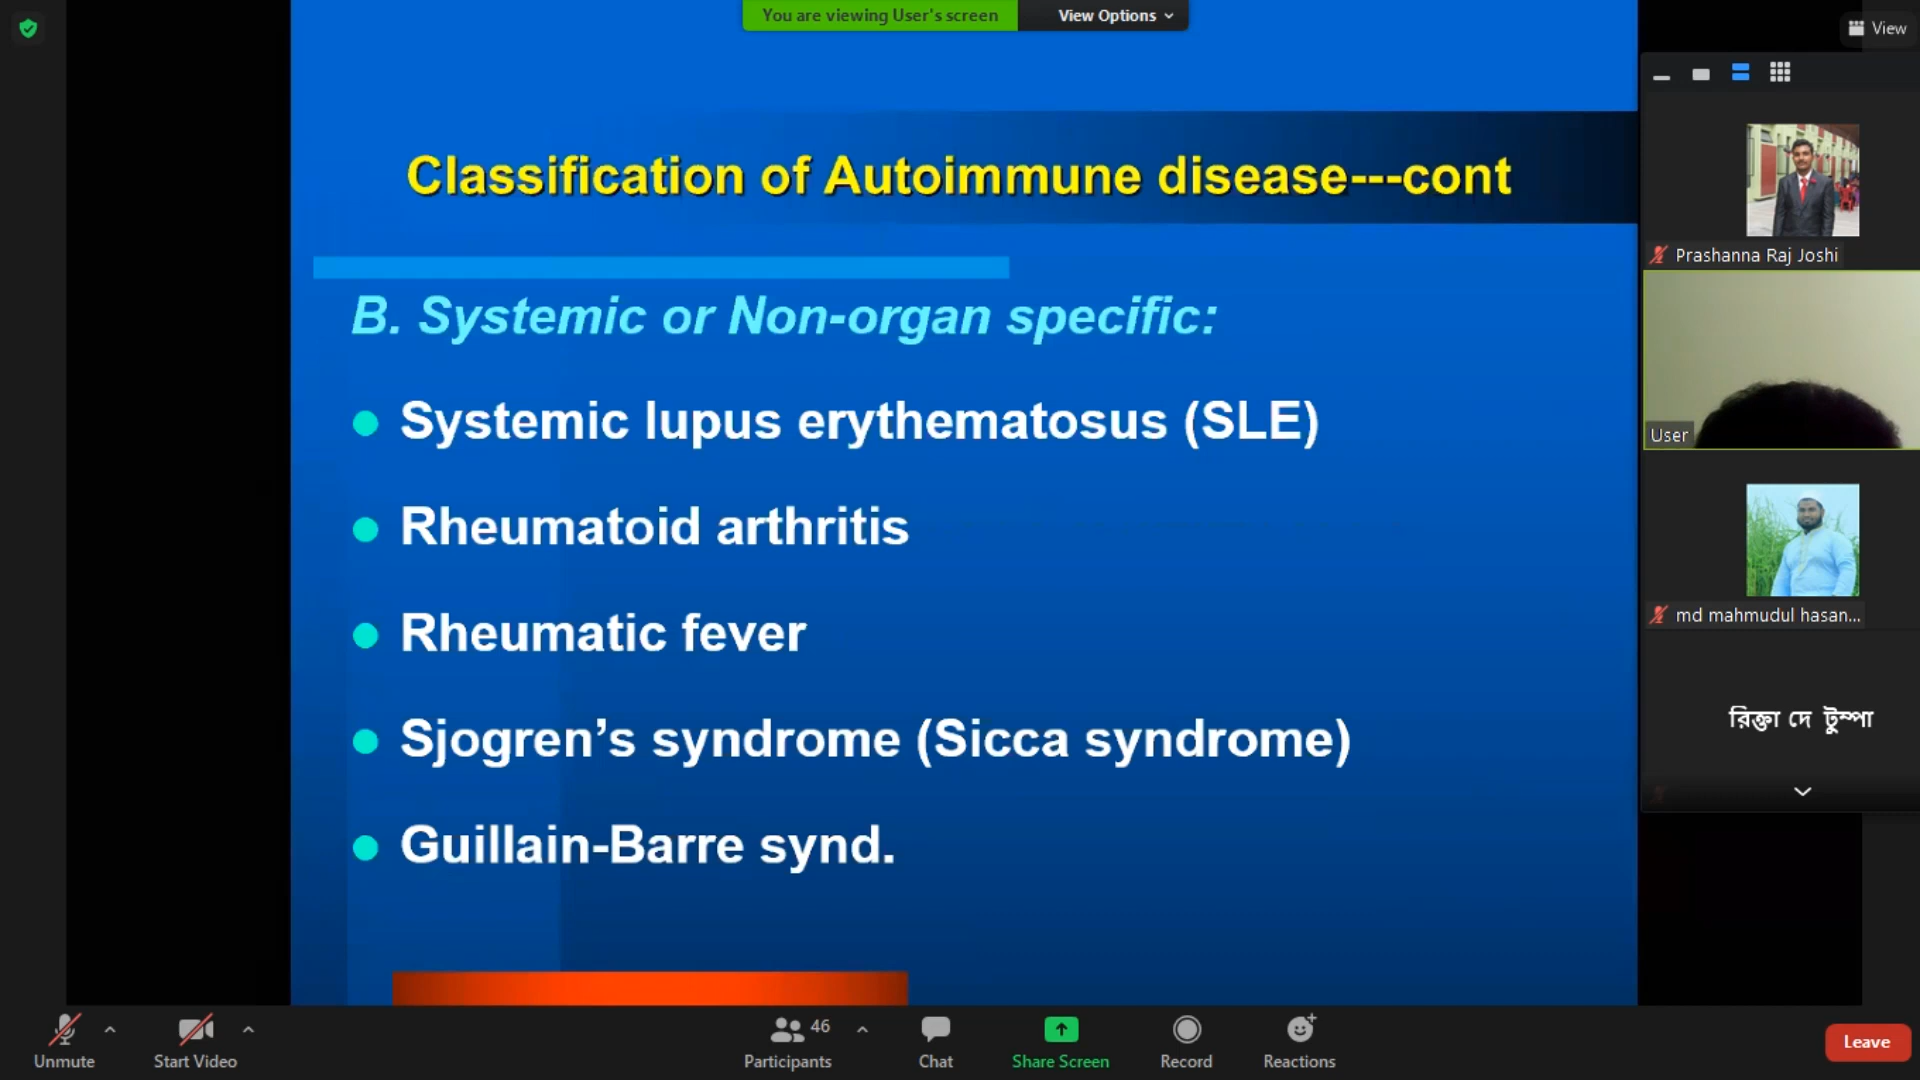 You are viewing User's screen
View Options
View
Classification of Autoimmune disease---cont
B. Systemic or Non-organ specific:
Systemic lupus erythematosus (SLE)
Rheumatoid arthritis
Rheumatic fever
Sjogren’s syndrome (Sicca syndrome)
Guillain-Barre synd.
Prashanna Raj Joshi
User
md mahmudul hasan...
রিক্তা দে টুম্পা
Unmute
Start Video
46
Participants
Chat
Share Screen
Record
Reactions
Leave